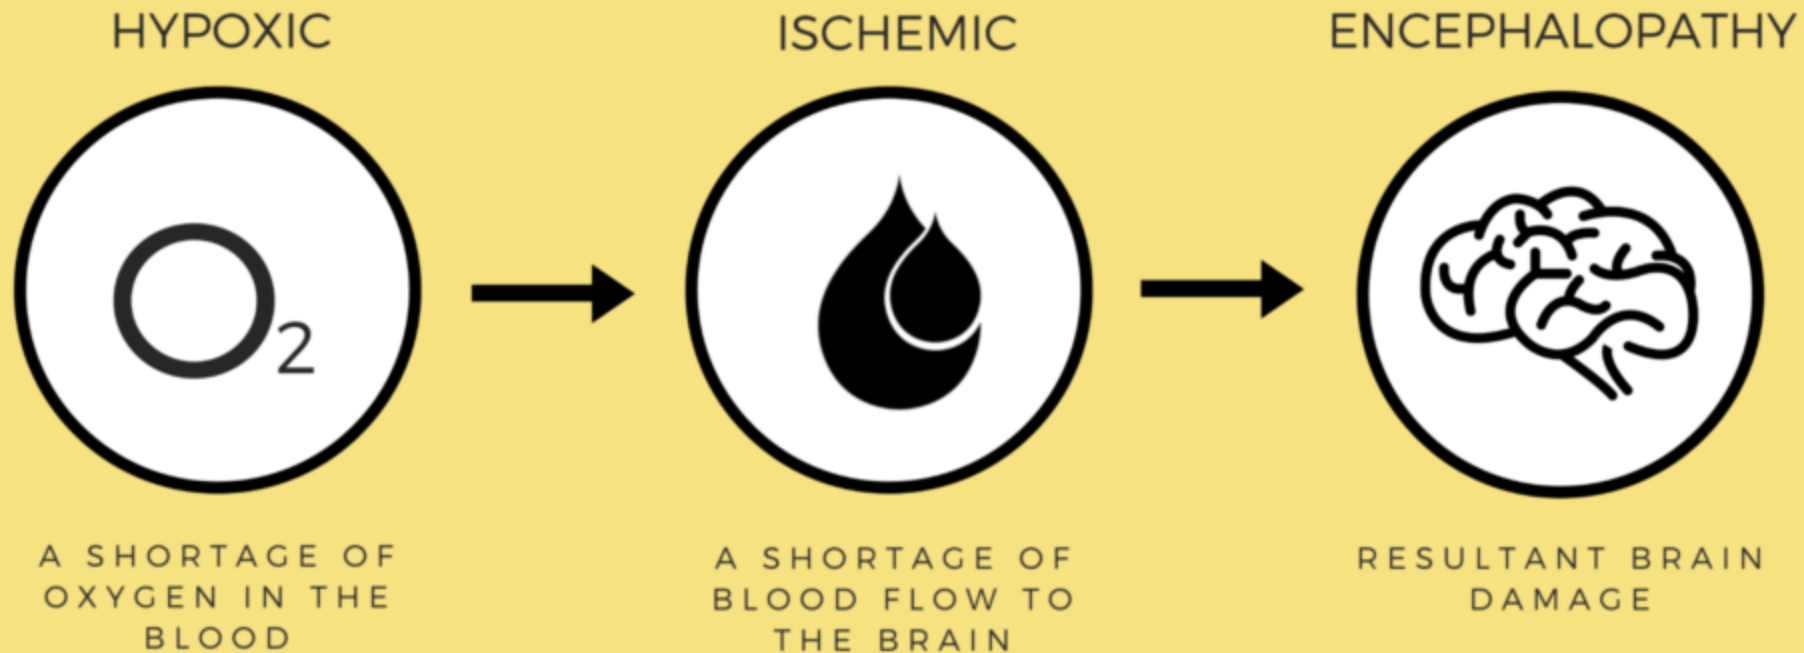 HYPOXIC
ISCHEMIC
ENCEPHALOPATHY
O2
A SHORTAGE OF
OXYGEN IN THE
BLOOD
A SHORTAGE OF
BLOOD FLOW TO
THE BRAIN
RESULTANT BRAIN
DAMAGE